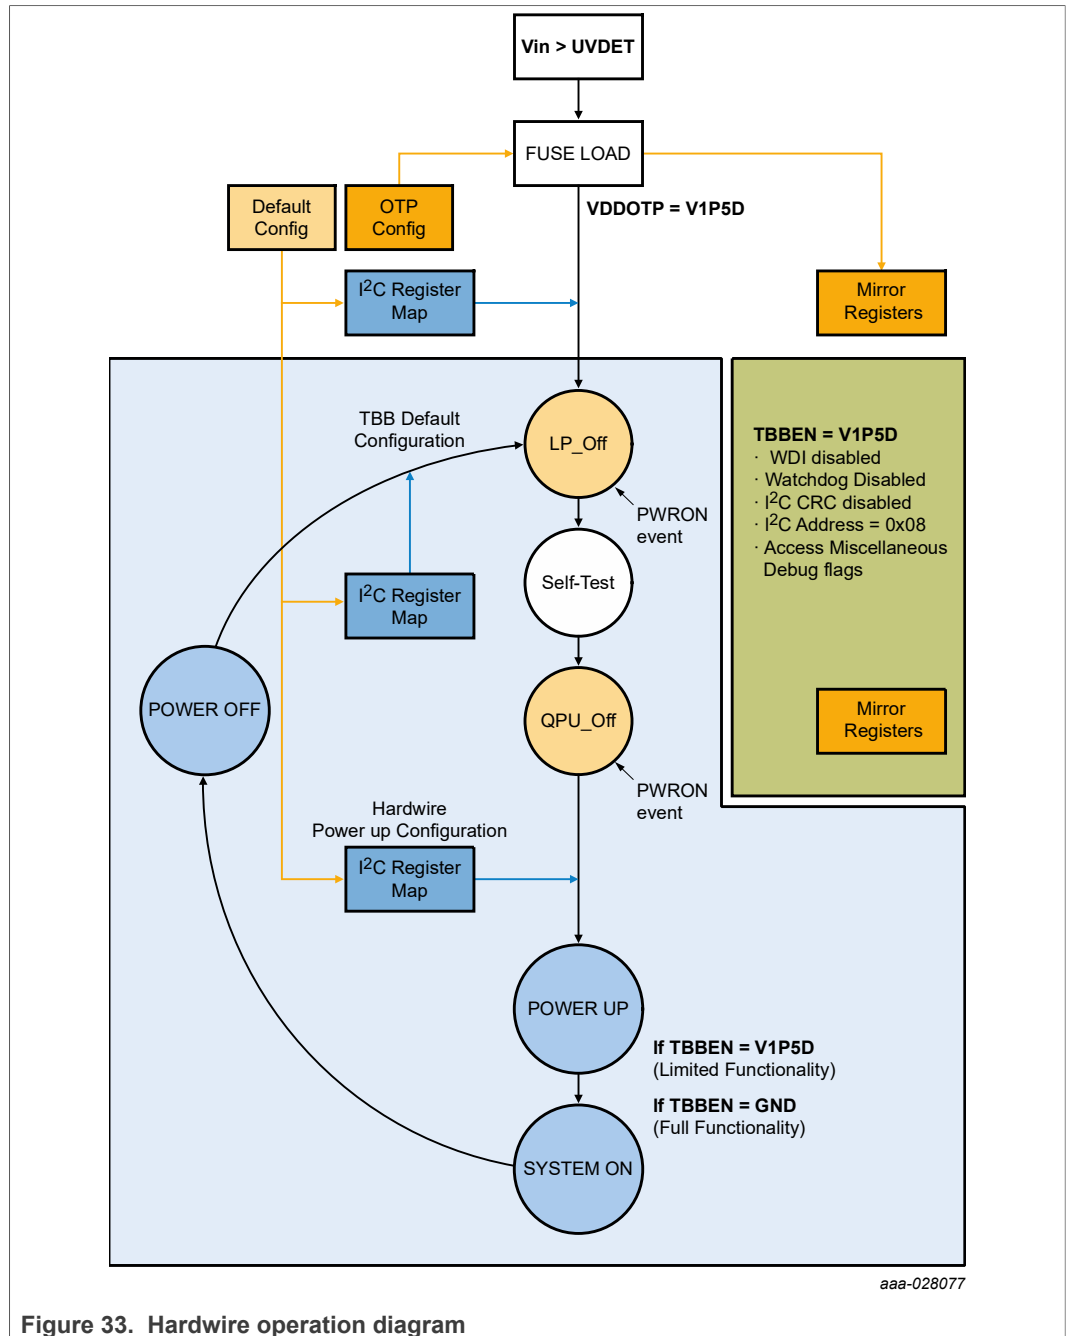 Vin > UVDET
FUSE LOAD
VDDOTP = V1P5D
Default
Config
OTP
Config
I2C Register
Map
Mirror
Registers
TBB Default
Configuration
LP_Off
PWRON
event
TBBEN = V1P5D
· WDI disabled
· Watchdog Disabled
· I2C CRC disabled
· I2C Address = 0x08
· Access Miscellaneous
Debug flags
Self-Test
I2C Register
Map
POWER OFF
QPU_Off
Mirror
Registers
PWRON
event
Hardwire
Power up Configuration
I2C Register
Map
POWER UP
If TBBEN = V1P5D
(Limited Functionality)
If TBBEN = GND
(Full Functionality)
SYSTEM ON
aaa-028077
Figure 33. Hardwire operation diagram